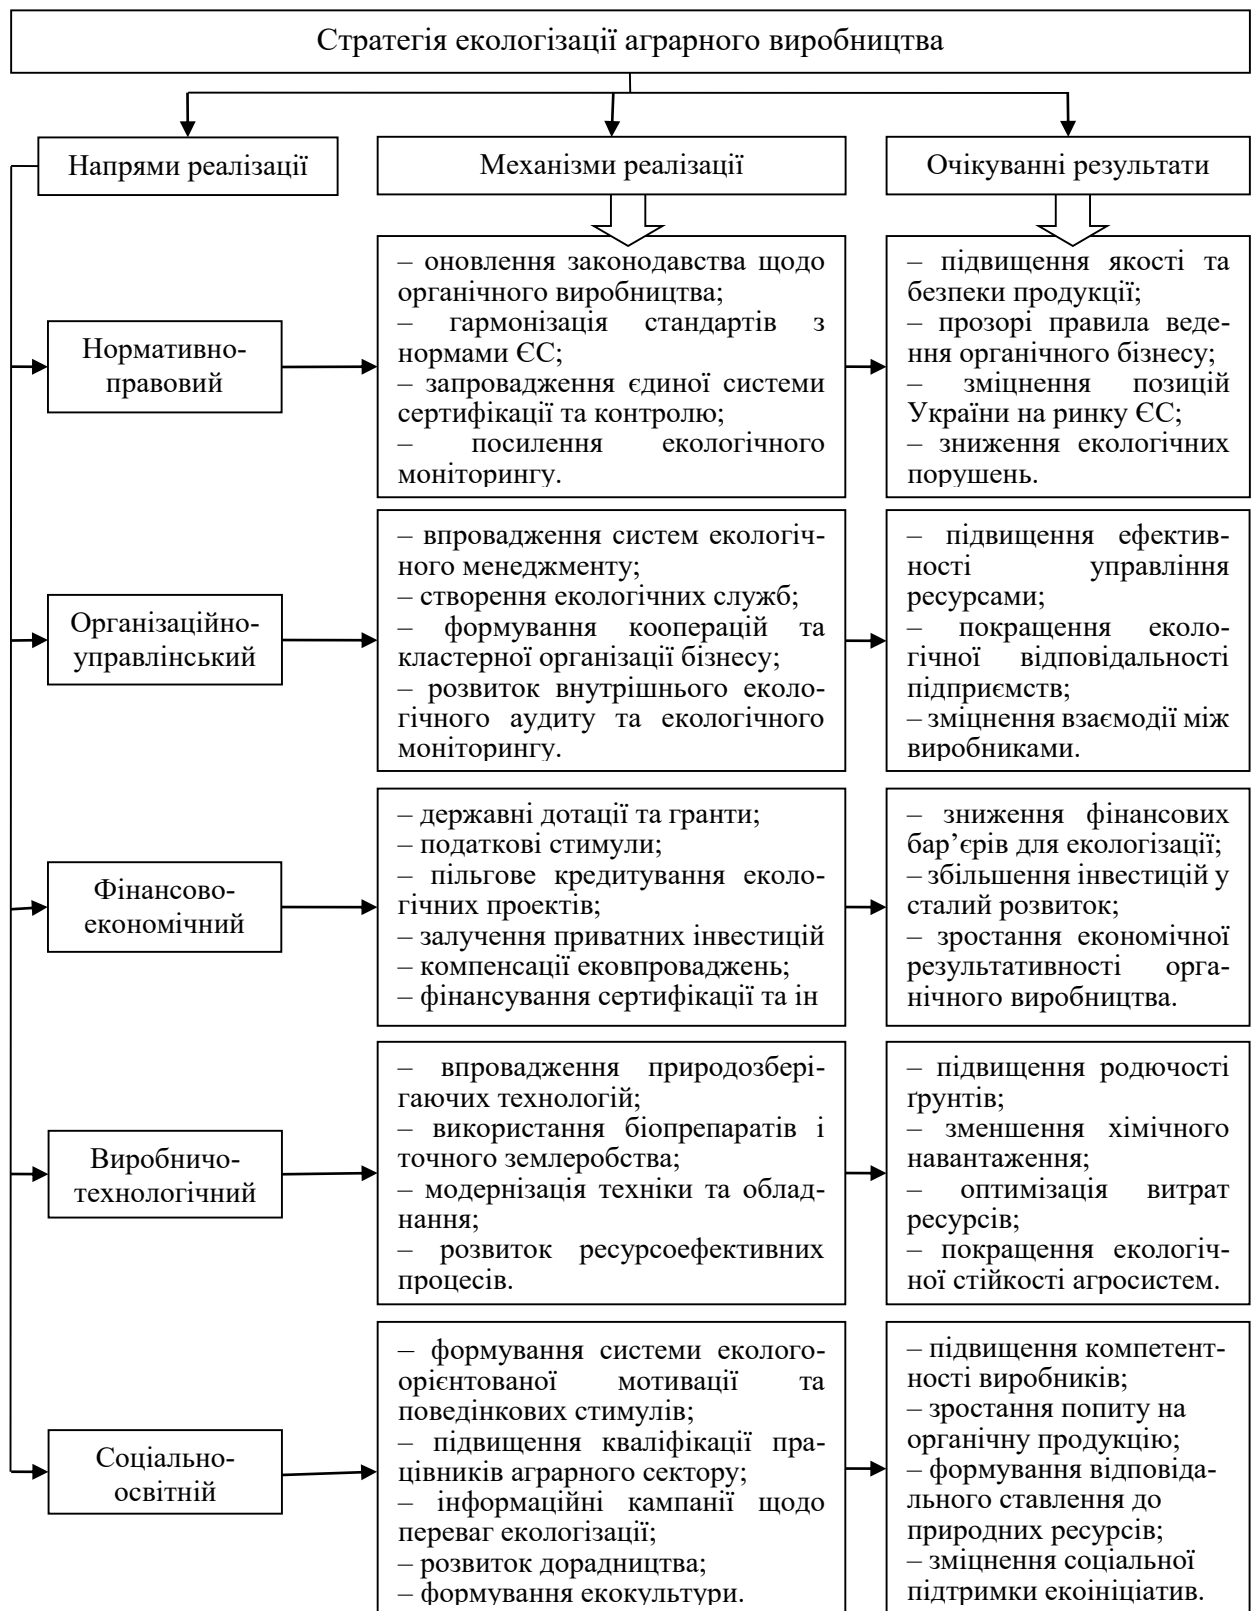 Стратегія екологізації аграрного виробництва
Напрями реалізації
Механізми реалізації
Очікуванні результати
Нормативно-
правовий
– оновлення законодавства щодо
органічного виробництва;
– гармонізація стандартів з
нормами ЄС;
– запровадження єдиної системи
сертифікації та контролю;
– посилення екологічного
моніторингу.
– підвищення якості та
безпеки продукції;
– прозорі правила веде-
ння органічного бізнесу;
– зміцнення позицій
України на ринку ЄС;
– зниження екологічних
порушень.
Організаційно-
управлінський
– впровадження систем екологіч-
ного менеджменту;
– створення екологічних служб;
– формування кооперацій та
кластерної організації бізнесу;
– розвиток внутрішнього еколо-
гічного аудиту та екологічного
моніторингу.
– підвищення ефектив-
ності управління
ресурсами;
– покращення еколо-
гічної відповідальності
підприємств;
– зміцнення взаємодії між
виробниками.
Фінансово-
економічний
– державні дотації та гранти;
– податкові стимули;
– пільгове кредитування еколо-
гічних проектів;
– залучення приватних інвестицій
– компенсації ековпроваджень;
– фінансування сертифікації та ін
– зниження фінансових
бар’єрів для екологізації;
– збільшення інвестицій у
сталий розвиток;
– зростання економічної
результативності орга-
нічного виробництва.
Виробничо-
технологічний
– впровадження природозбері-
гаючих технологій;
– використання біопрепаратів і
точного землеробства;
– модернізація техніки та облад-
нання;
– розвиток ресурсоефективних
процесів.
– підвищення родючості
ґрунтів;
– зменшення хімічного
навантаження;
– оптимізація витрат
ресурсів;
– покращення екологіч-
ної стійкості агросистем.
Соціально-
освітній
– формування системи еколого-
орієнтованої мотивації та
поведінкових стимулів;
– підвищення кваліфікації пра-
цівників аграрного сектору;
– інформаційні кампанії щодо
переваг екологізації;
– розвиток дорадництва;
– формування екокультури.
– підвищення компетент-
ності виробників;
– зростання попиту на
органічну продукцію;
– формування відповіда-
льного ставлення до
природних ресурсів;
– зміцнення соціальної
підтримки екоініціатив.